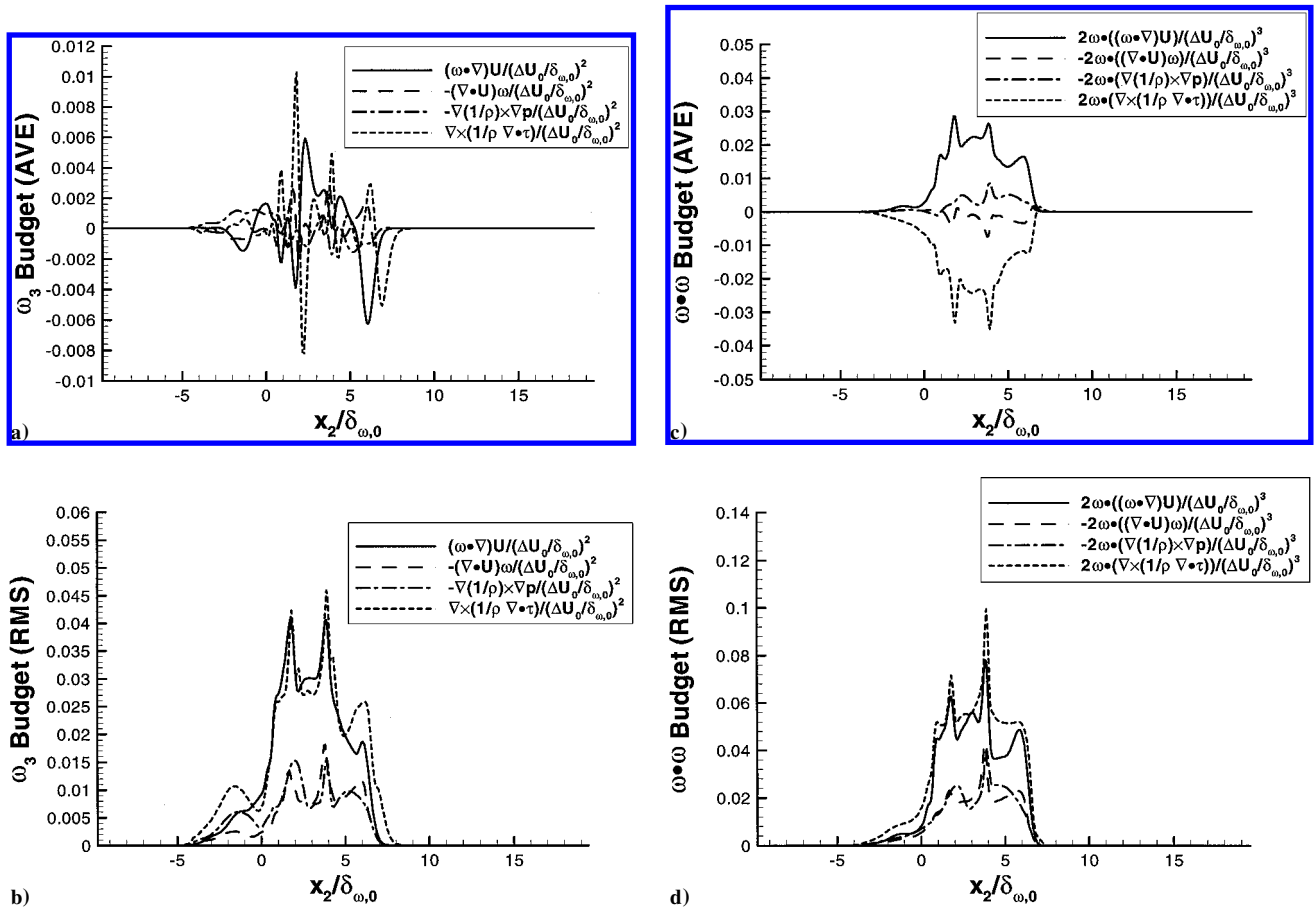 0.012
0.01
0.008
0.006
0.004
0.002
0
-0.002
-0.004
-0.006
-0.008
-0.01
ω₃ Budget (AVE)
(ω•∇)U/(ΔU₀/δω,₀)²
-(∇•U)ω/(ΔU₀/δω,₀)²
-∇(1/ρ)×∇p/(ΔU₀/δω,₀)²
∇×(1/ρ ∇•τ)/(ΔU₀/δω,₀)²
-5 0 5 10 15
x₂/δω,₀
a)
0.05
0.04
0.03
0.02
0.01
0
-0.01
-0.02
-0.03
-0.04
-0.05
ω•ω Budget (AVE)
2ω•((ω•∇)U)/(ΔU₀/δω,₀)³
-2ω•((∇•U)ω)/(ΔU₀/δω,₀)³
-2ω•(∇(1/ρ)×∇p)/(ΔU₀/δω,₀)³
2ω•(∇×(1/ρ ∇•τ))/(ΔU₀/δω,₀)³
-5 0 5 10 15
x₂/δω,₀
c)
0.06
0.055
0.05
0.045
0.04
0.035
0.03
0.025
0.02
0.015
0.01
0.005
0
ω₃ Budget (RMS)
(ω•∇)U/(ΔU₀/δω,₀)²
-(∇•U)ω/(ΔU₀/δω,₀)²
-∇(1/ρ)×∇p/(ΔU₀/δω,₀)²
∇×(1/ρ ∇•τ)/(ΔU₀/δω,₀)²
-5 0 5 10 15
x₂/δω,₀
b)
0.14
0.12
0.1
0.08
0.06
0.04
0.02
0
ω•ω Budget (RMS)
2ω•((ω•∇)U)/(ΔU₀/δω,₀)³
-2ω•((∇•U)ω)/(ΔU₀/δω,₀)³
-2ω•(∇(1/ρ)×∇p)/(ΔU₀/δω,₀)³
2ω•(∇×(1/ρ ∇•τ))/(ΔU₀/δω,₀)³
-5 0 5 10 15
x₂/δω,₀
d)